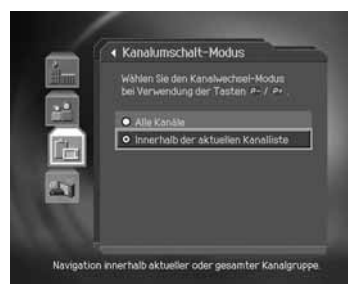 Kanalumschalt-Modus
Wählen Sie den Kanalwechsel-Modus
bei Verwendung der Tasten P- / P+ .
Alle Kanäle
Innerhalb der aktuellen Kanalliste
Navigation innerhalb aktueller oder gesamter Kanalgruppe.